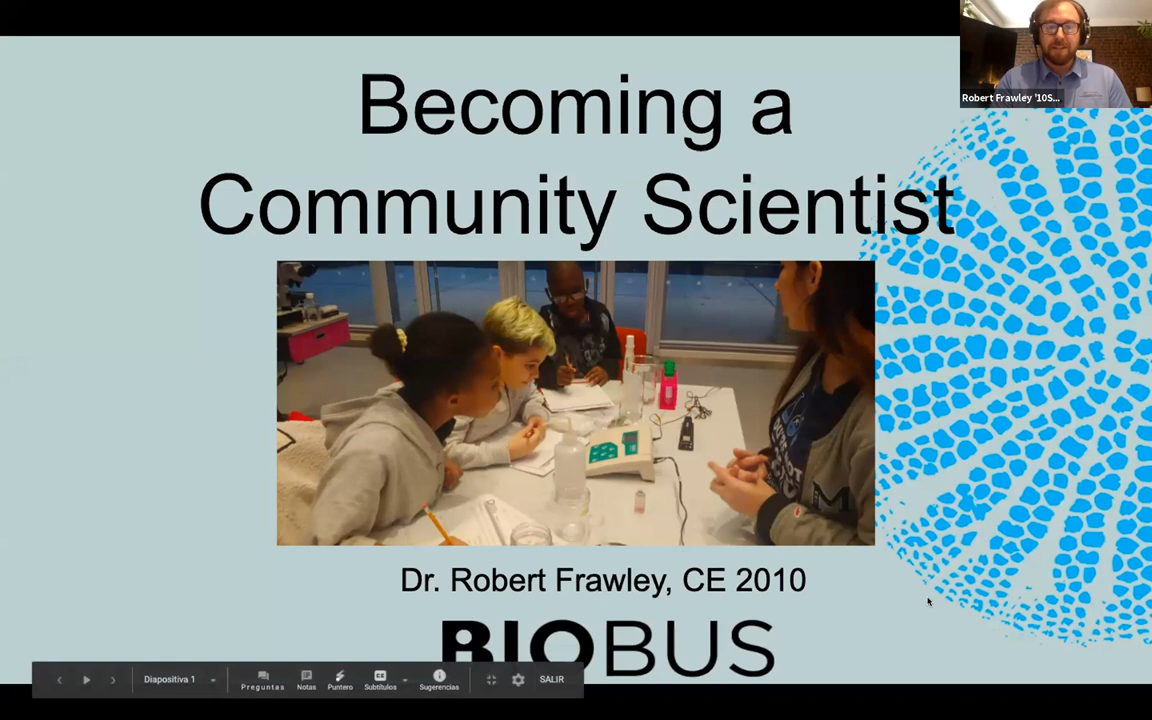 Becoming a
Community Scientist
Robert Frawley '10S...
Dr. Robert Frawley, CE 2010
BIOBUS
Diapositiva 1
Preguntas
Notas
Puntero
Subtítulos
Sugerencias
SALIR